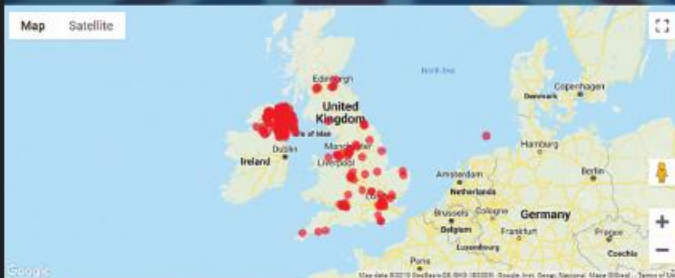 Map Satellite
North Sea
Edinburgh
Copenhagen
Denmark
United
Kingdom
Isle of Man
Dublin
Manchester
Hamburg
Ireland
Liverpool
Amsterdam
Berlin
Netherlands
London
Brussels Cologne Germany
Belgium Frankfurt Prague
Luxembourg Czechia
Paris
Google